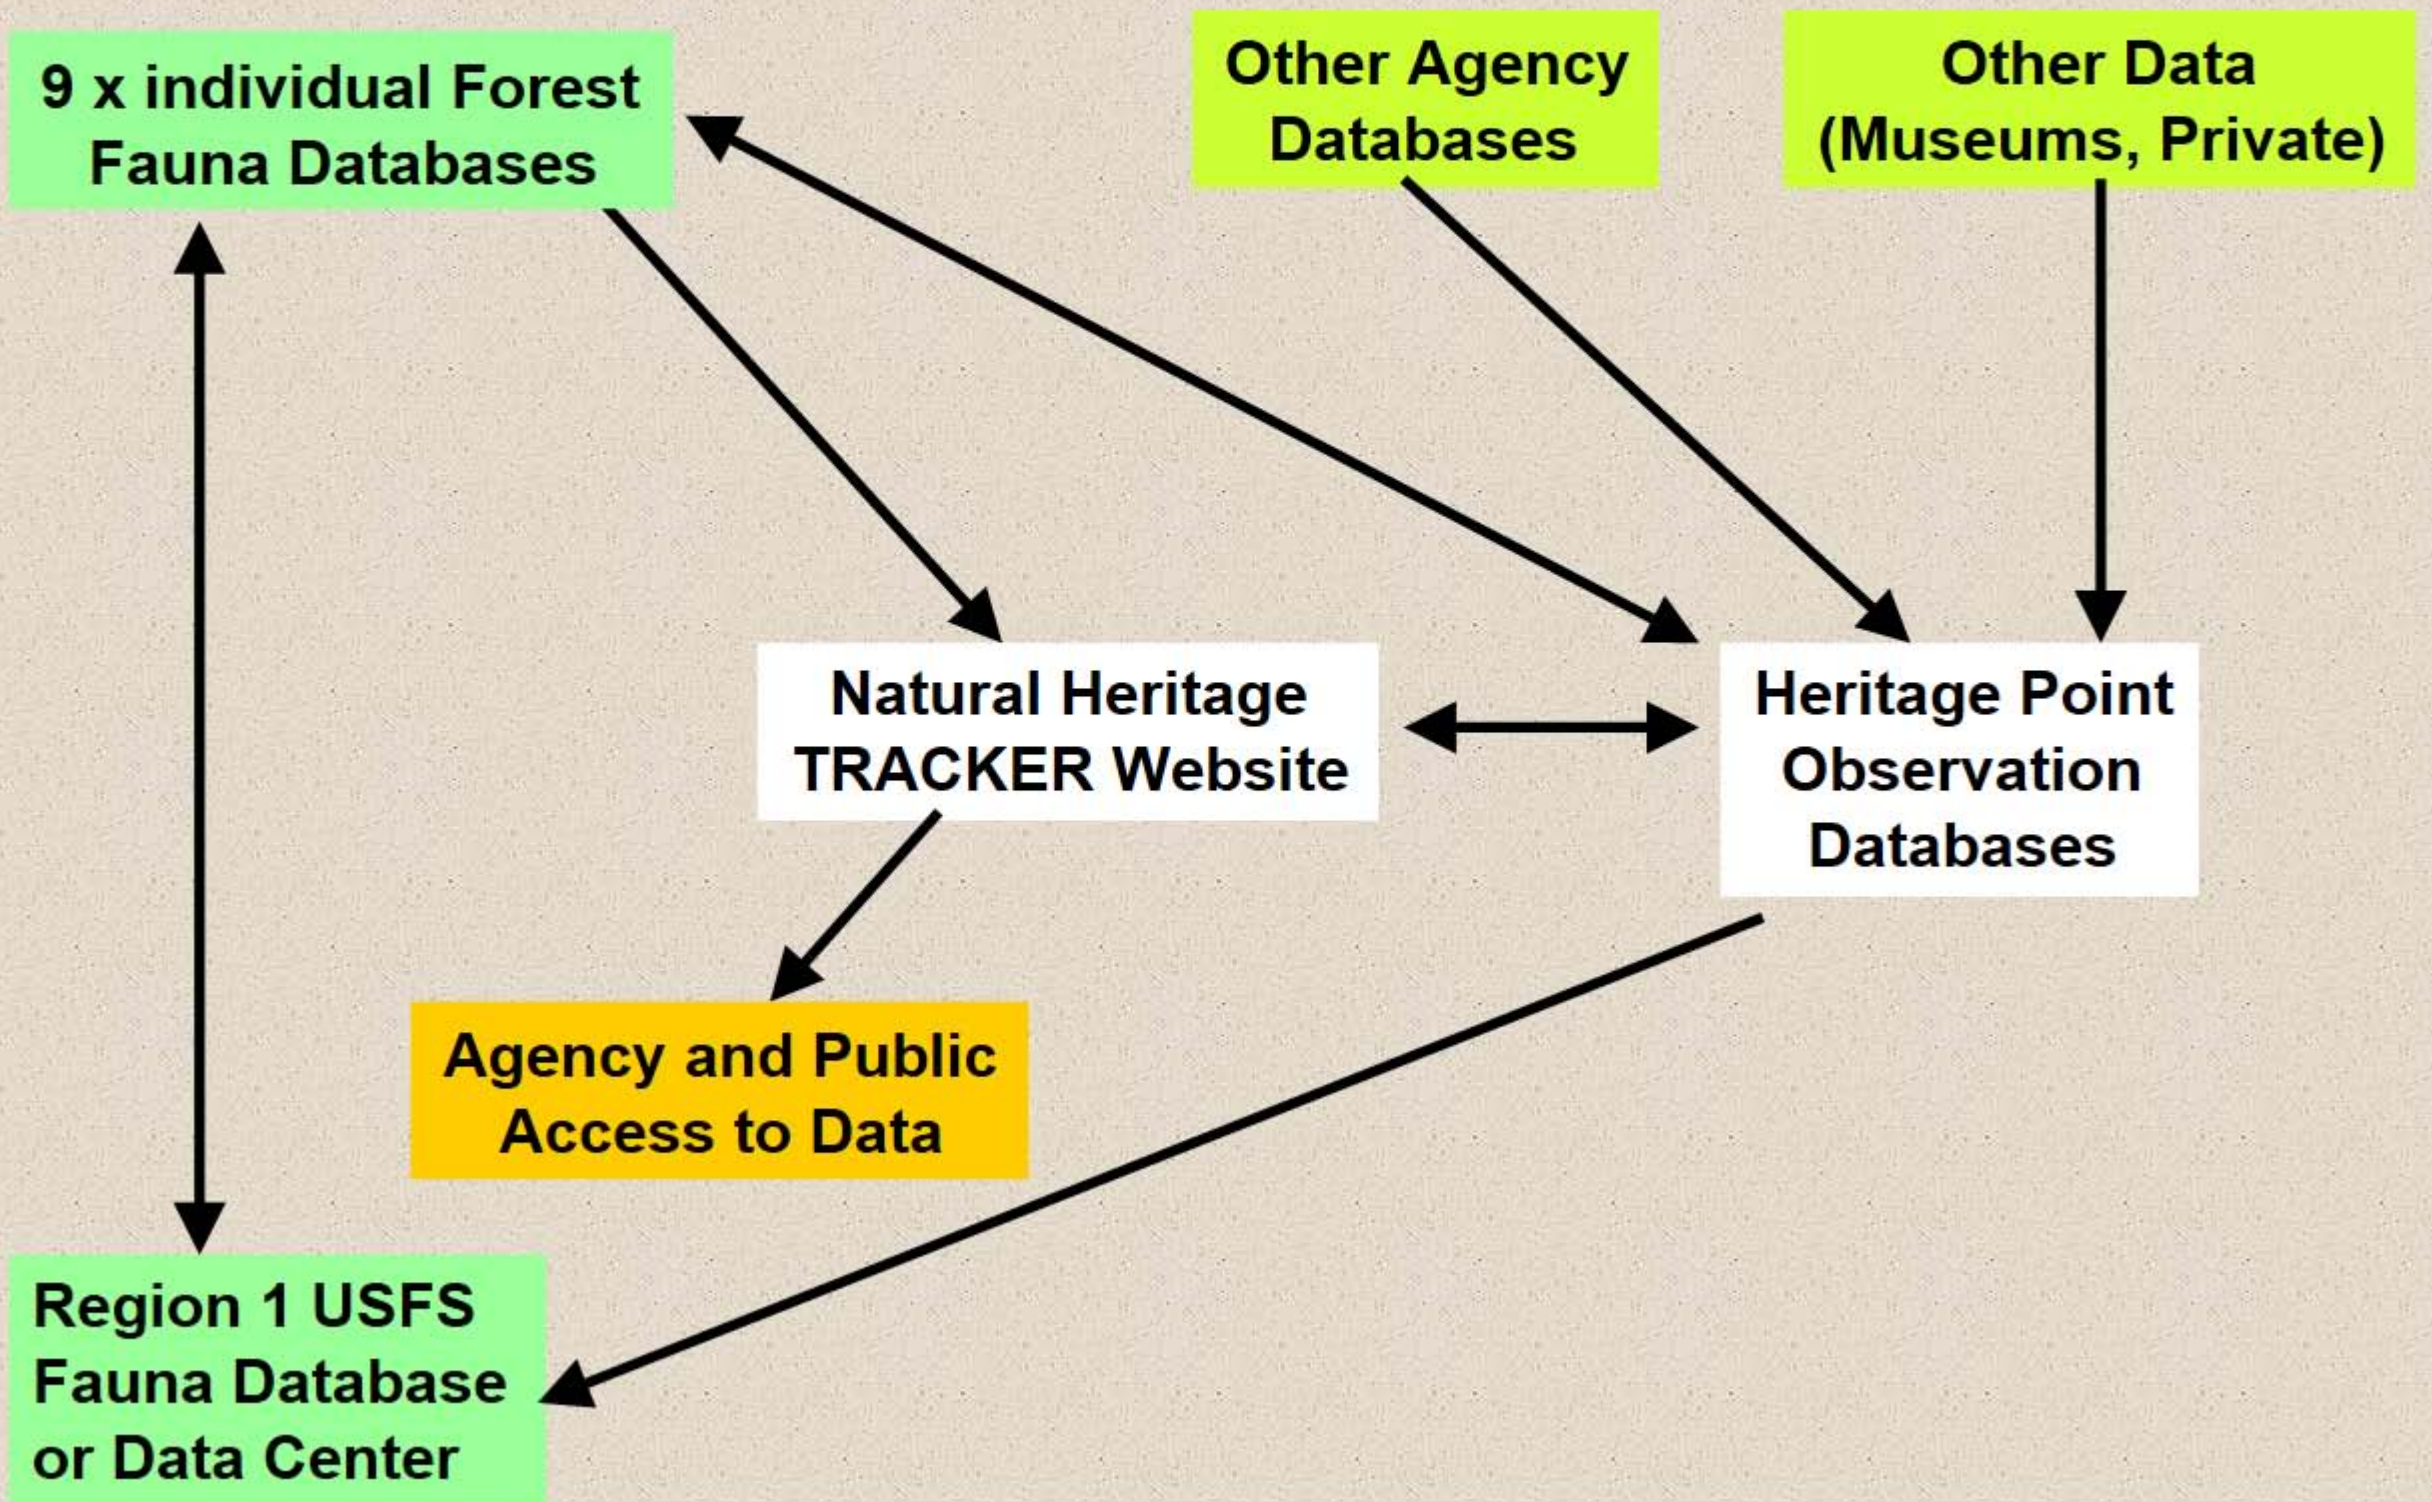 9 x individual Forest
Fauna Databases
Other Agency
Databases
Other Data
(Museums, Private)
Natural Heritage
TRACKER Website
Heritage Point
Observation
Databases
Agency and Public
Access to Data
Region 1 USFS
Fauna Database
or Data Center